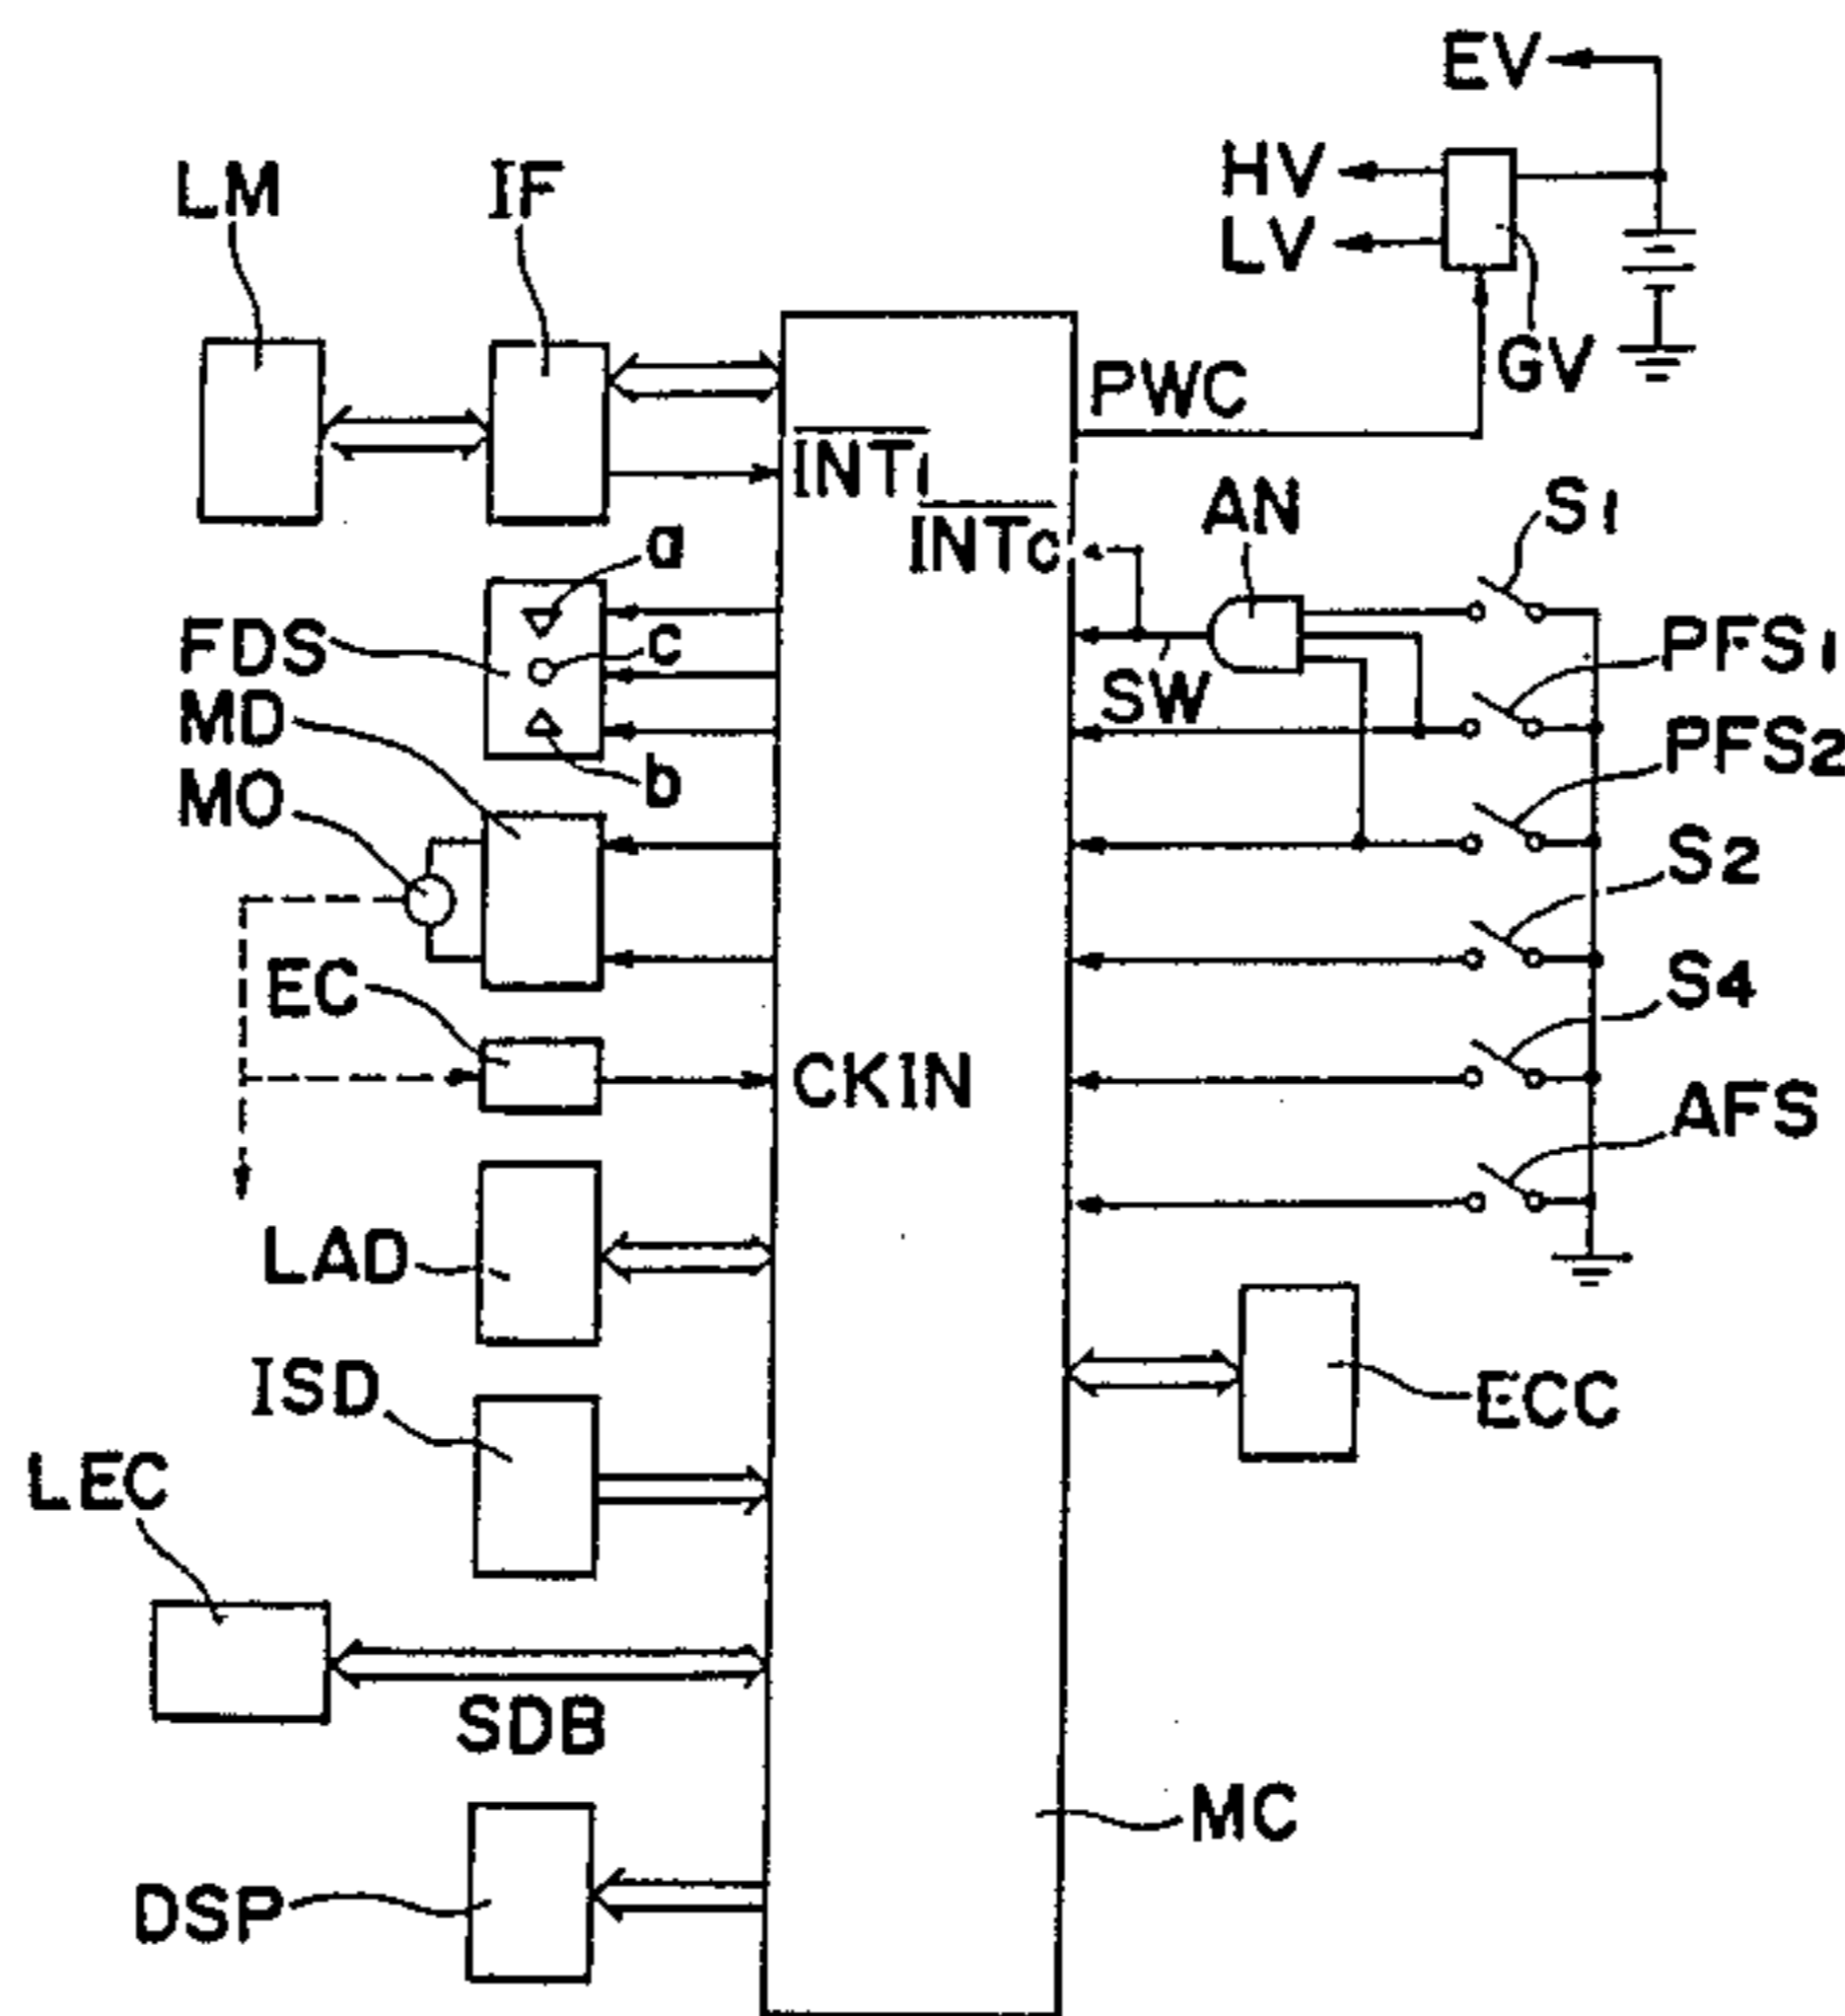 EV
HV
LV
GV
LM
IF
PWC
INT1
INTC
AN
S1
a
c
b
FDS
MD
MO
SW
PFS1
PFS2
S2
S4
AFS
EC
CKIN
LAD
ISD
ECC
LEC
SDB
MC
DSP